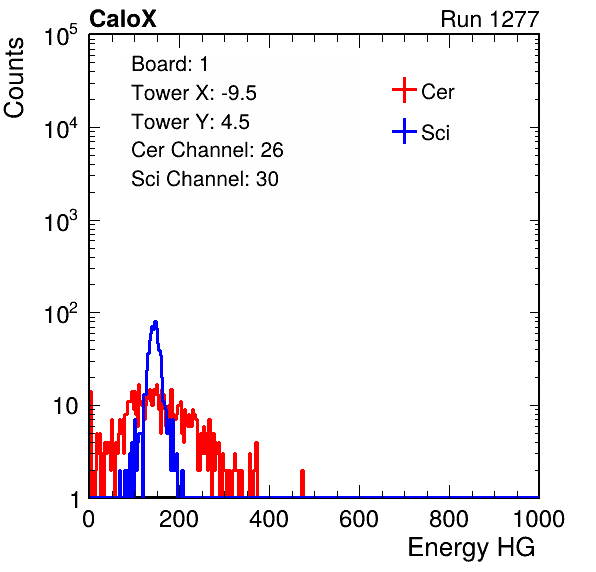 CaloX Run 1277
Counts
Board: 1
Tower X: -9.5
Tower Y: 4.5
Cer Channel: 26
Sci Channel: 30
Cer
Sci
10^5
10^4
10^3
10^2
10
1
0 200 400 600 800 1000
Energy HG